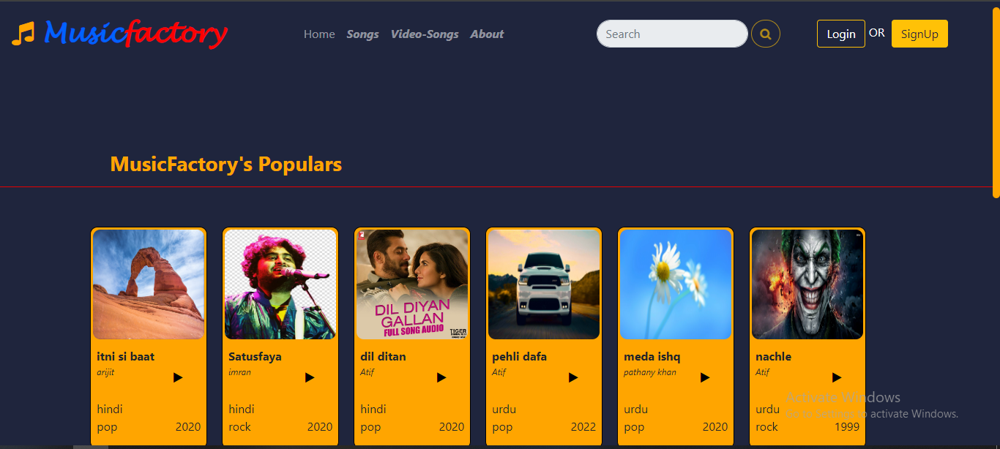 Musicfactory
Home Songs Video-Songs About
Search
Login OR SignUp
MusicFactory's Populars
DIL DIYAN
GALLAN
FULL SONG AUDIO
TIGER
itni si baat
arijit
hindi
pop 2020
Satusfaya
imran
hindi
rock 2020
dil ditan
Atif
hindi
pop 2020
pehli dafa
Atif
urdu
pop 2022
meda ishq
pathany khan
urdu
pop 2020
nachle
Atif
urdu
rock 1999
Activate Windows
Go to Settings to activate Windows.